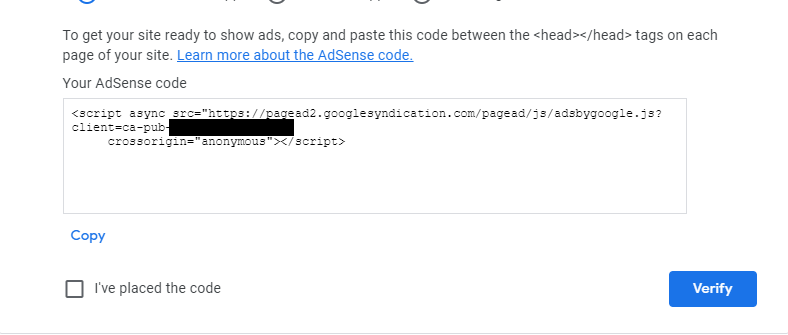 To get your site ready to show ads, copy and paste this code between the <head></head> tags on each
page of your site. Learn more about the AdSense code.
Your AdSense code
<script async src="https://pagead2.googlesyndication.com/pagead/js/adsbygoogle.js?
client=ca-pub-
crossorigin="anonymous"></script>
Copy
I've placed the code
Verify